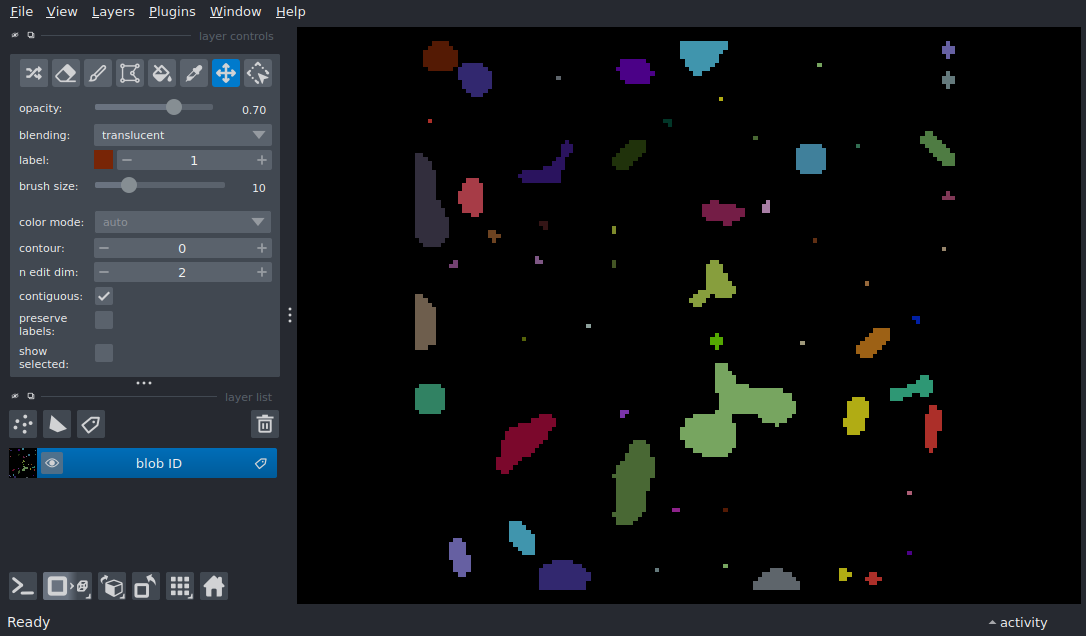 File View Layers Plugins Window Help
layer controls
opacity: 0.70
blending: translucent
label: 1
brush size: 10
color mode: auto
contour: 0
n edit dim: 2
contiguous:
preserve
labels:
show
selected:
layer list
blob ID
Ready activity